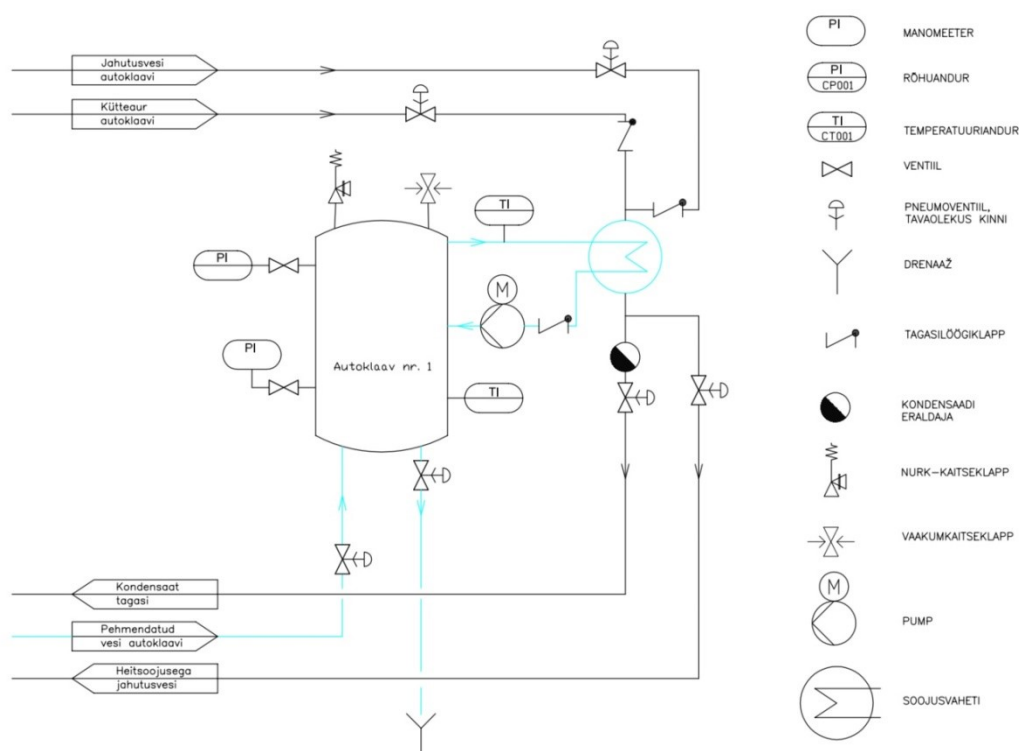 Jahutusvesi
autoklaavi
Kütteaur
autoklaavi
TI
PI
PI
M
Autoklaav nr. 1
TI
Kondensaat
tagasi
Pehmendatud
vesi autoklaavi
Heitsoojusega
jahutusvesi
PI
MANOMEETER
PI
CP001
RÕHUANDUR
TI
CT001
TEMPERATUURIANDUR
VENTIIL
PNEUMOVENTIIL,
TAVAOLEKUS KINNI
DRENAAŽ
TAGASILÖÖGIKLAPP
KONDENSAADI
ERALDAJA
NURK-KAITSEKLAPP
VAAKUMKAITSEKLAPP
M
PUMP
SOOJUSVAHETI